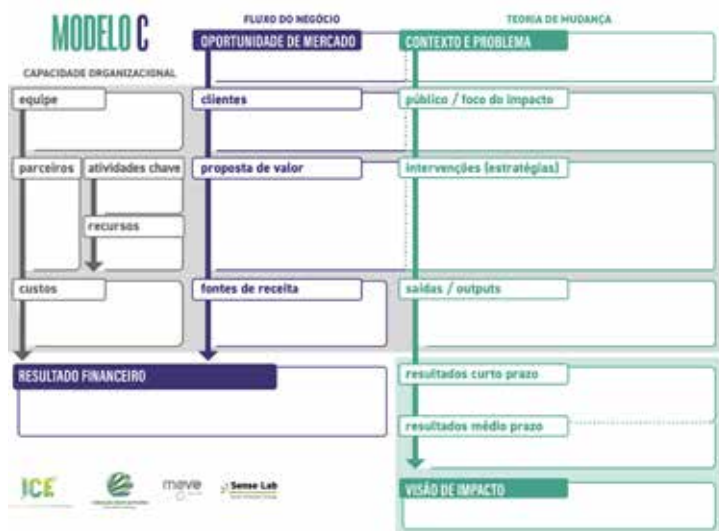 MODELO C
FLUXO DO NEGÓCIO
TEORIA DE MUDANÇA
OPORTUNIDADE DE MERCADO
CONTEXTO E PROBLEMA
CAPACIDADE ORGANIZACIONAL
equipe
clientes
público / foco do impacto
parceiros
atividades chave
proposta de valor
intervenções (estratégias)
recursos
custos
fontes de receita
saídas / outputs
RESULTADO FINANCEIRO
resultados curto prazo
resultados médio prazo
VISÃO DE IMPACTO
ICE
move
Sense Lab